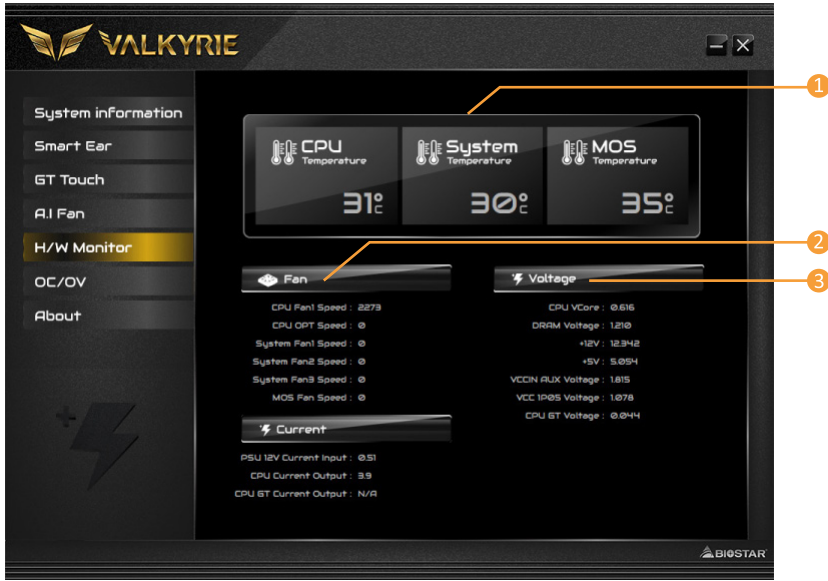 VALKYRIE
1
System information
Smart Ear
GT Touch
A.I Fan
H/W Monitor
OC/OV
About
CPU
Temperature
31°C
System
Temperature
30°C
MOS
Temperature
35°C
2
3
Fan
CPU Fan1 Speed : 2273
CPU OPT Speed : 0
System Fan1 Speed : 0
System Fan2 Speed : 0
System Fan3 Speed : 0
MOS Fan Speed : 0
Current
PSU 12V Current Input : 0.51
CPU Current Output : 3.9
CPU GT Current Output : N/A
Voltage
CPU VCore : 0.616
DRAM Voltage : 1.210
+12V : 12.342
+5V : 5.054
VCCIN AUX Voltage : 1.815
VCC 1P05 Voltage : 1.078
CPU GT Voltage : 0.044
BIOSTAR